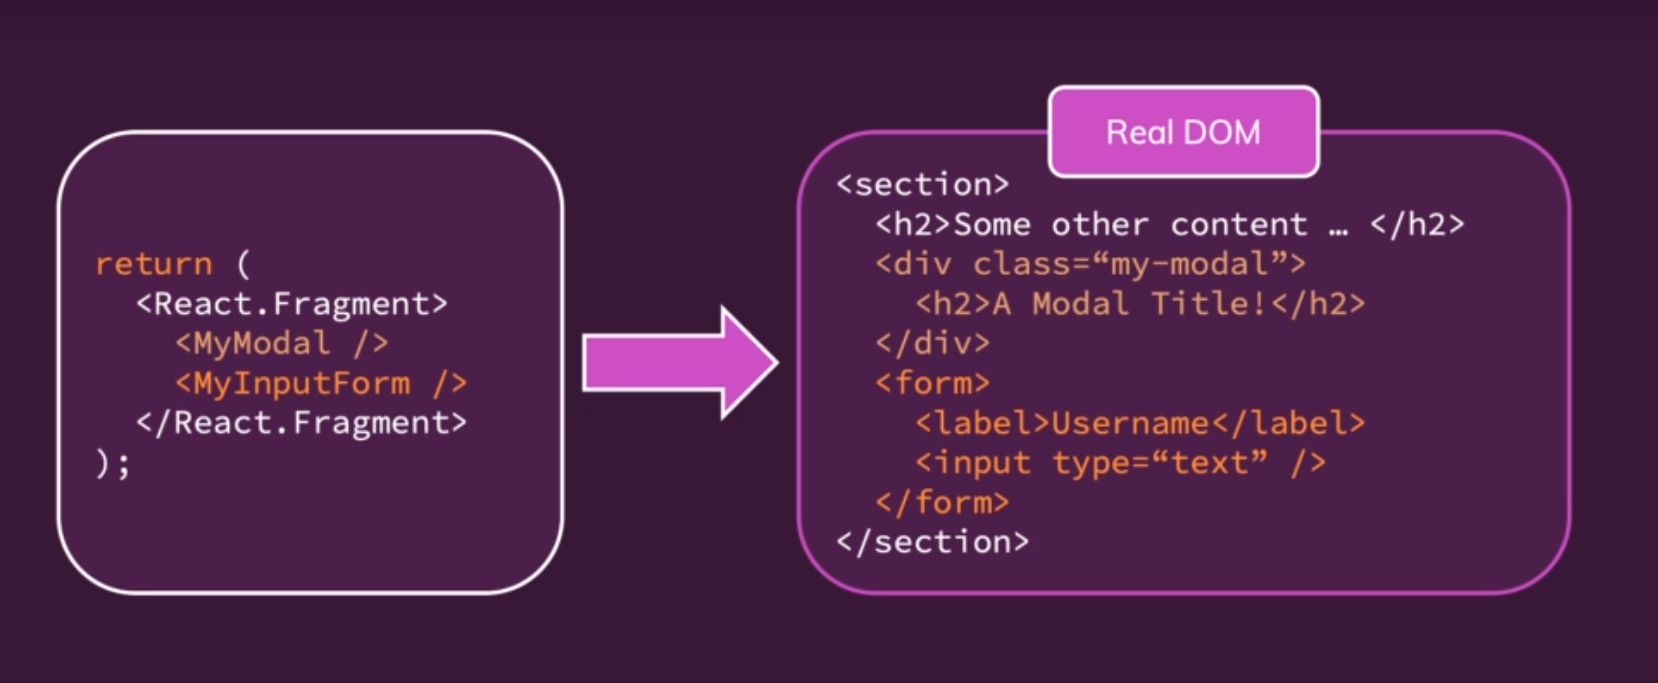 return (
<React.Fragment>
<MyModal />
<MyInputForm />
</React.Fragment>
);
Real DOM
<section>
<h2>Some other content … </h2>
<div class=“my-modal”>
<h2>A Modal Title!</h2>
</div>
<form>
<label>Username</label>
<input type=“text” />
</form>
</section>